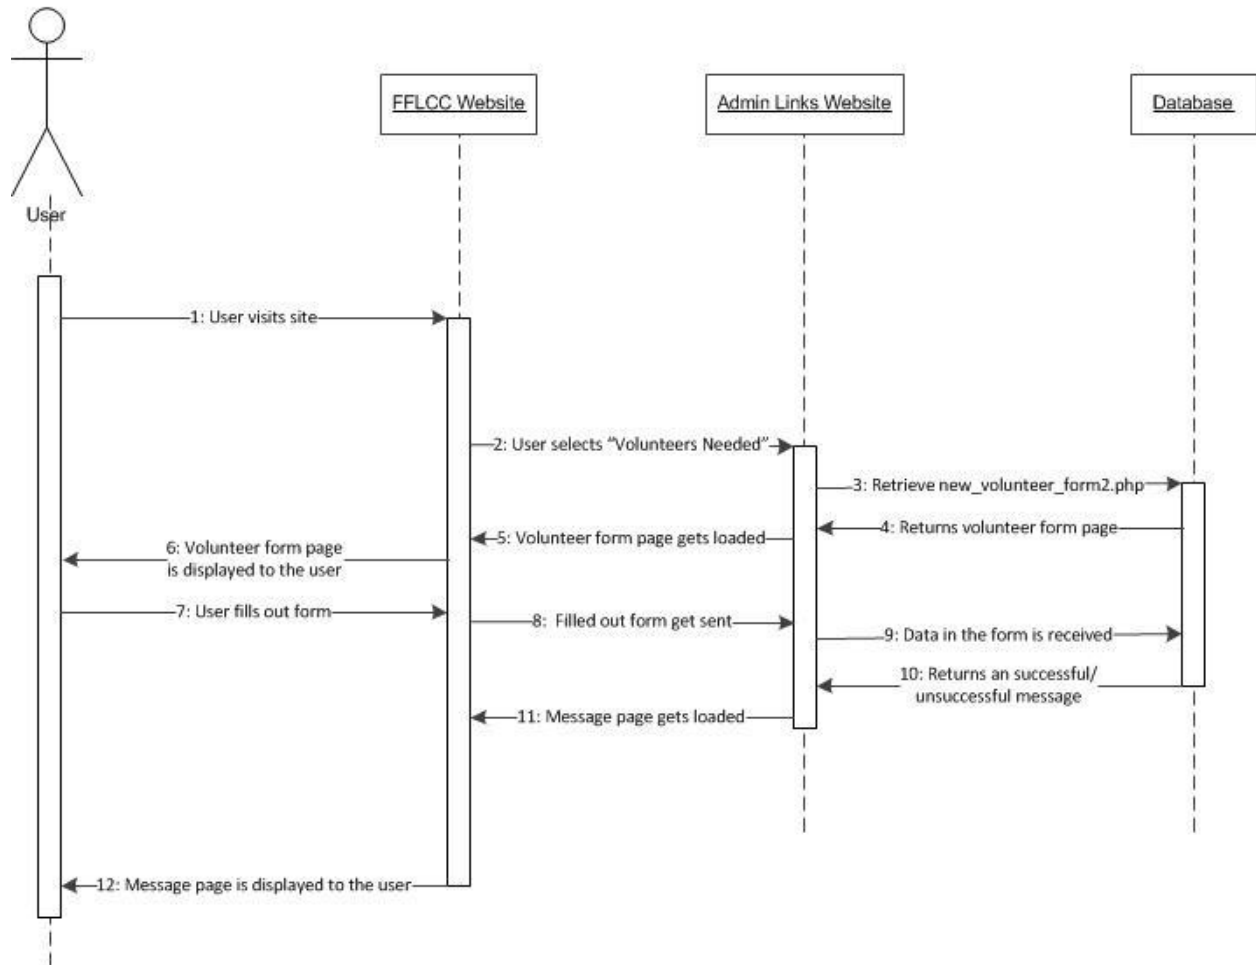 FFLCC Website
Admin Links Website
Database
User
1: User visits site
2: User selects “Volunteers Needed”
3: Retrieve new_volunteer_form2.php
4: Returns volunteer form page
5: Volunteer form page gets loaded
6: Volunteer form page
is displayed to the user
7: User fills out form
8: Filled out form get sent
9: Data in the form is received
10: Returns an successful/
unsuccessful message
11: Message page gets loaded
12: Message page is displayed to the user